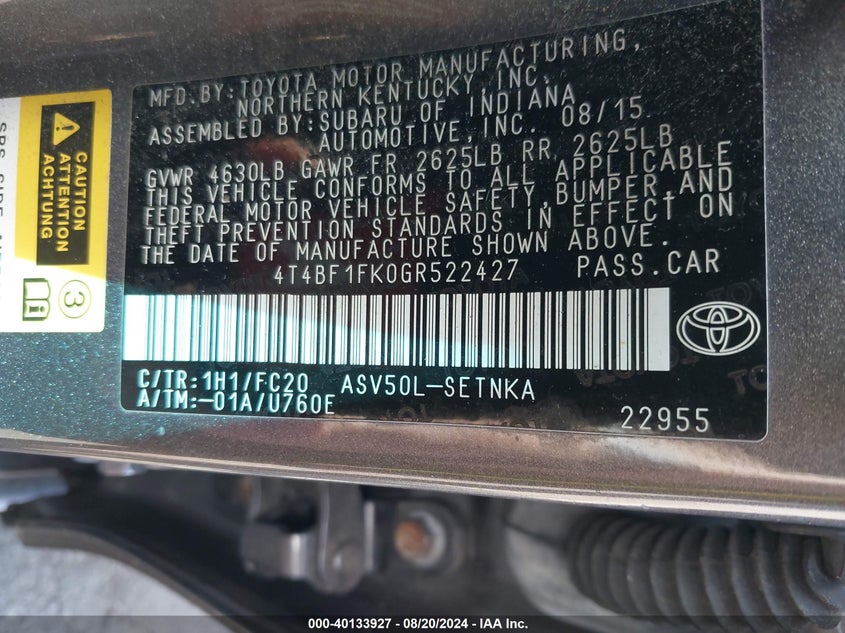 MFD.BY:TOYOTA MOTOR MANUFACTURING,
NORTHERN KENTUCKY, INC.
ASSEMBLED BY:SUBARU OF INDIANA
AUTOMOTIVE, INC. 08/15
GVWR 4630LB GAWR FR 2625LB RR 2625LB
THIS VEHICLE CONFORMS TO ALL APPLICABLE
FEDERAL MOTOR VEHICLE SAFETY, BUMPER, AND
THEFT PREVENTION STANDARDS IN EFFECT ON
THE DATE OF MANUFACTURE SHOWN ABOVE.
4T4BF1FK0GR522427 PASS.CAR
C/TR:1H1/FC20 ASV50L-SETNKA
A/TM:-01A/U760E
22955
CAUTION
ATTENTION
ACHTUNG
3
000-40133927 - 08/20/2024 - IAA Inc.